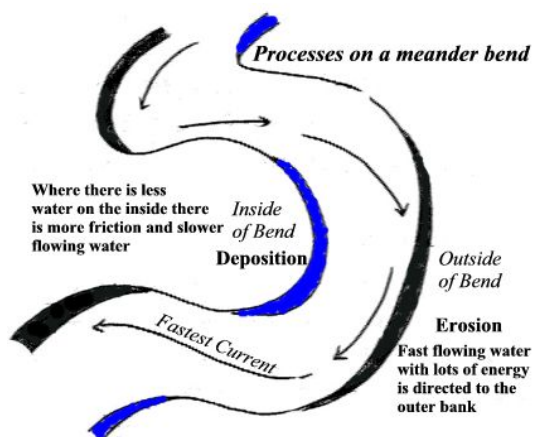 Processes on a meander bend
Where there is less
water on the inside there
is more friction and slower
flowing water
Inside
of Bend
Deposition
Outside
of Bend
Erosion
Fast flowing water
with lots of energy
is directed to the
outer bank
Fastest Current